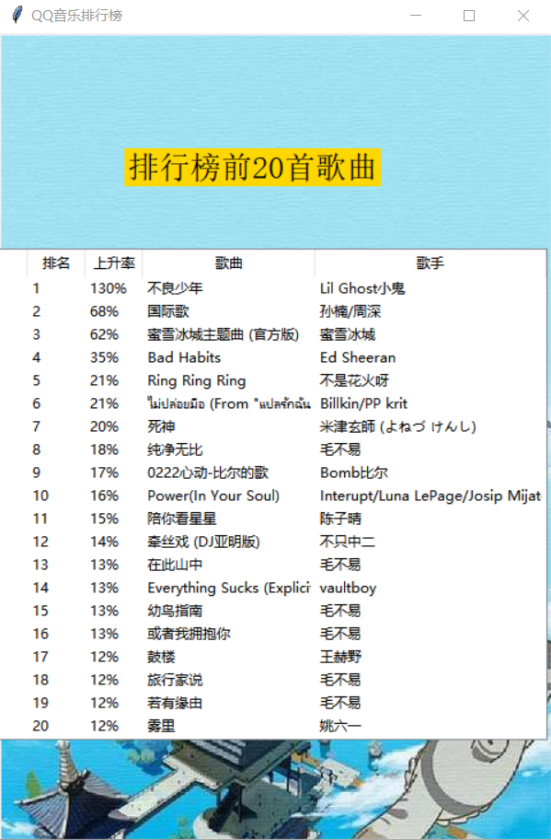 QQ音乐排行榜
排行榜前20首歌曲
排名 上升率 歌曲 歌手
1 130% 不良少年 Lil Ghost小鬼
2 68% 国际歌 孙楠/周深
3 62% 蜜雪冰城主题曲 (官方版) 蜜雪冰城
4 35% Bad Habits Ed Sheeran
5 21% Ring Ring Ring 不是花火呀
6 21% ไม่ปล่อยมือ (From "แปลรักฉัน Billkin/PP krit
7 20% 死神 米津玄師 (よねづ けんし)
8 18% 纯净无比 毛不易
9 17% 0222心动-比尔的歌 Bomb比尔
10 16% Power(In Your Soul) Interupt/Luna LePage/Josip Mijat
11 15% 陪你看星星 陈子晴
12 14% 牵丝戏 (DJ亚明版) 不只中二
13 13% 在此山中 毛不易
14 13% Everything Sucks (Explici vaultboy
15 13% 幼鸟指南 毛不易
16 13% 或者我拥抱你 毛不易
17 12% 鼓楼 王赫野
18 12% 旅行家说 毛不易
19 12% 若有缘由 毛不易
20 12% 雾里 姚六一